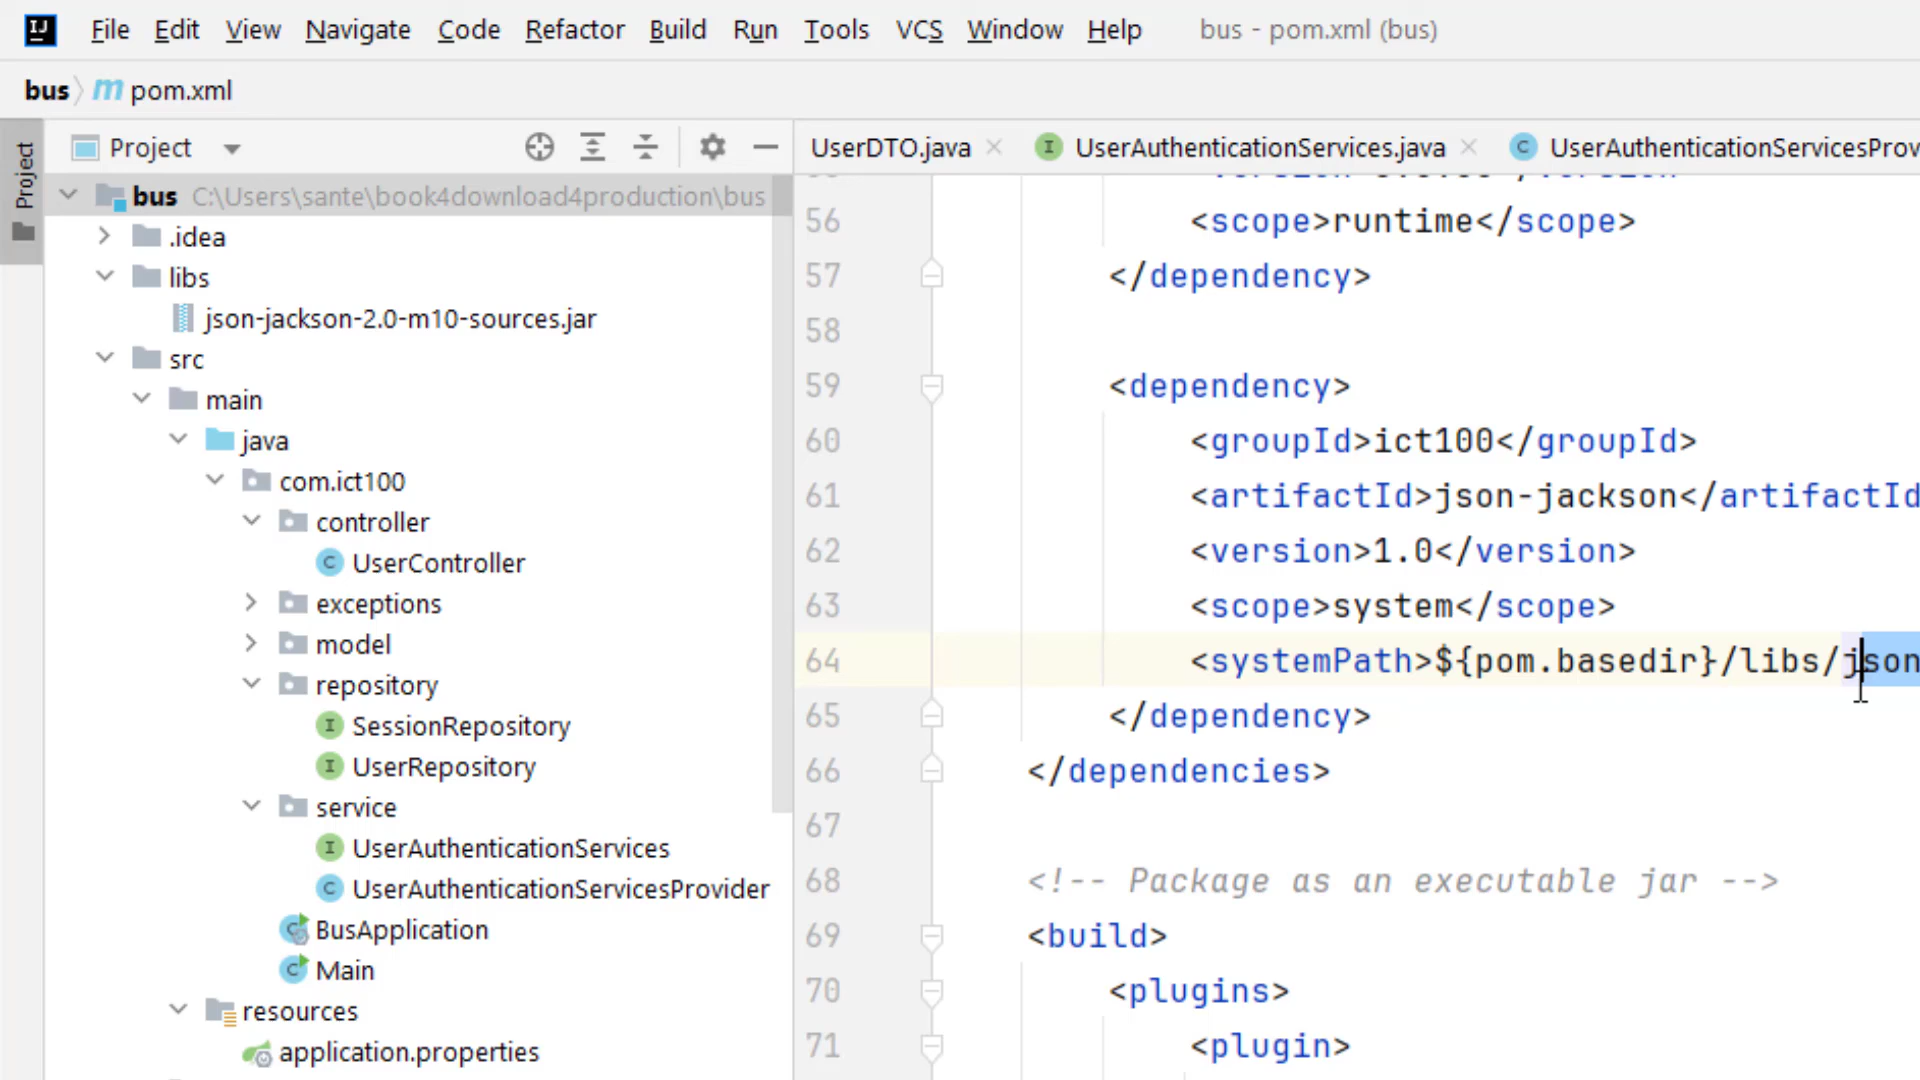 File Edit View Navigate Code Refactor Build Run Tools VCS Window Help bus - pom.xml (bus)
bus pom.xml
Project
Project
UserDTO.java
UserAuthenticationServices.java
UserAuthenticationServicesProv
bus C:\Users\sante\book4download4production\bus
.idea
libs
json-jackson-2.0-m10-sources.jar
src
main
java
com.ict100
controller
UserController
exceptions
model
repository
SessionRepository
UserRepository
service
UserAuthenticationServices
UserAuthenticationServicesProvider
BusApplication
Main
resources
application.properties
56 <scope>runtime</scope>
57 </dependency>
58
59 <dependency>
60 <groupId>ict100</groupId>
61 <artifactId>json-jackson</artifactId
62 <version>1.0</version>
63 <scope>system</scope>
64 <systemPath>${pom.basedir}/libs/json
65 </dependency>
66 </dependencies>
67
68 <!-- Package as an executable jar -->
69 <build>
70 <plugins>
71 <plugin>